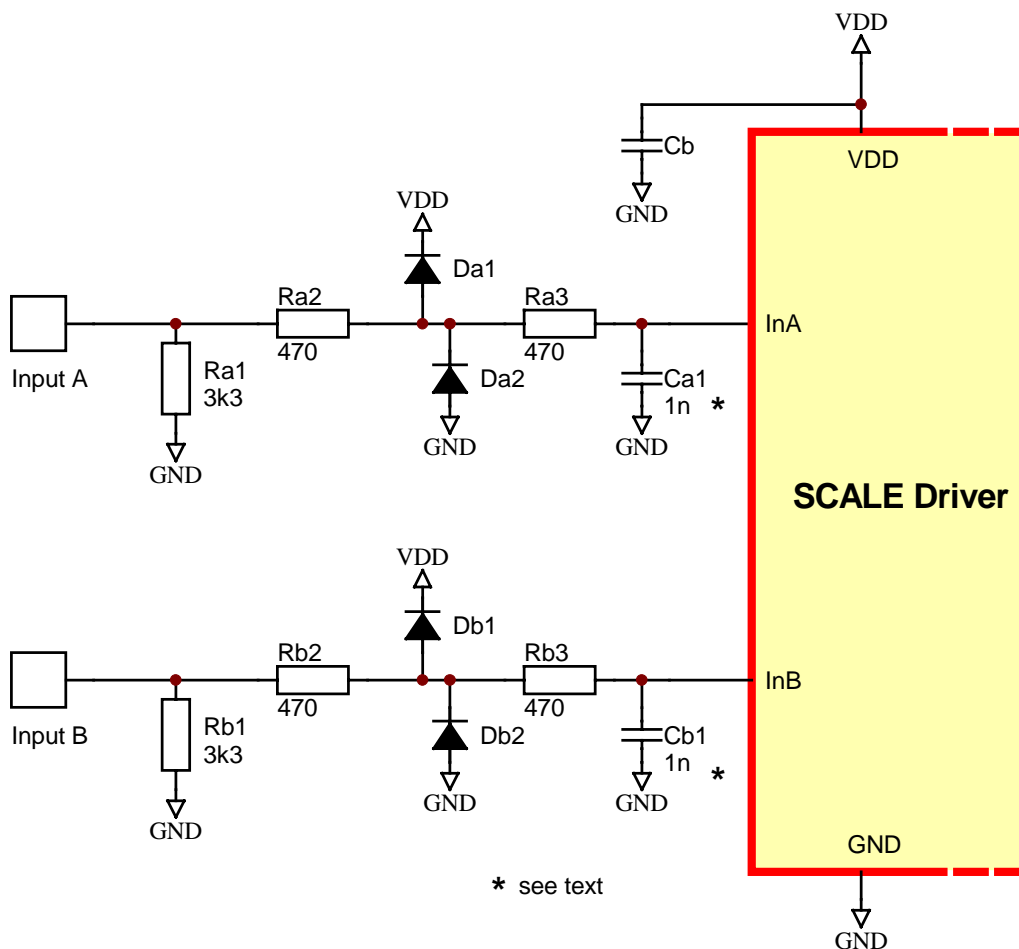 VDD
Cb
VDD
GND
VDD
Da1
Ra2
470
Ra3
470
InA
Input A
Ra1
3k3
Da2
Ca1
1n *
GND
GND
GND
SCALE Driver
VDD
Db1
Rb2
470
Rb3
470
InB
Input B
Rb1
3k3
Db2
Cb1
1n *
GND
GND
GND
GND
* see text
GND